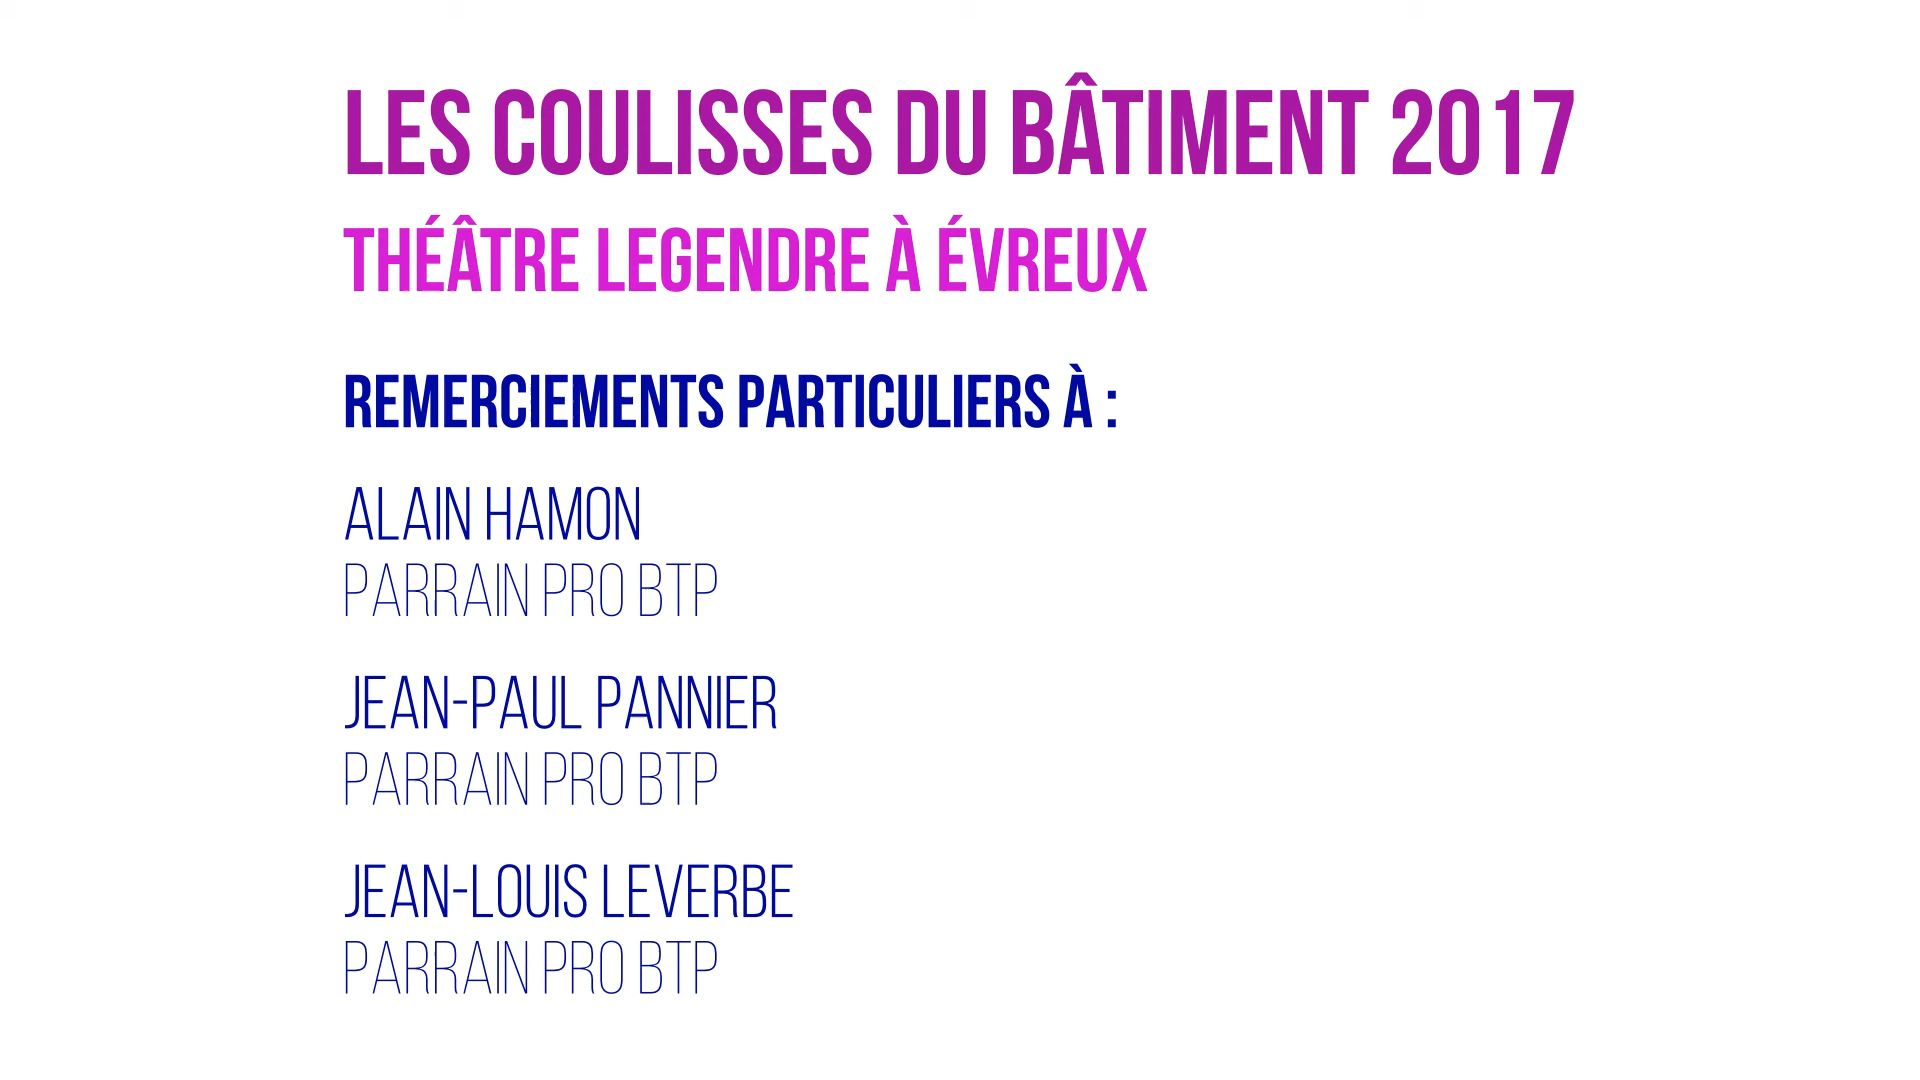 LES COULISSES DU BÂTIMENT 2017
THÉÂTRE LEGENDRE À ÉVREUX
REMERCIEMENTS PARTICULIERS À :
ALAIN HAMON
PARRAIN PRO BTP
JEAN-PAUL PANNIER
PARRAIN PRO BTP
JEAN-LOUIS LEVERBE
PARRAIN PRO BTP